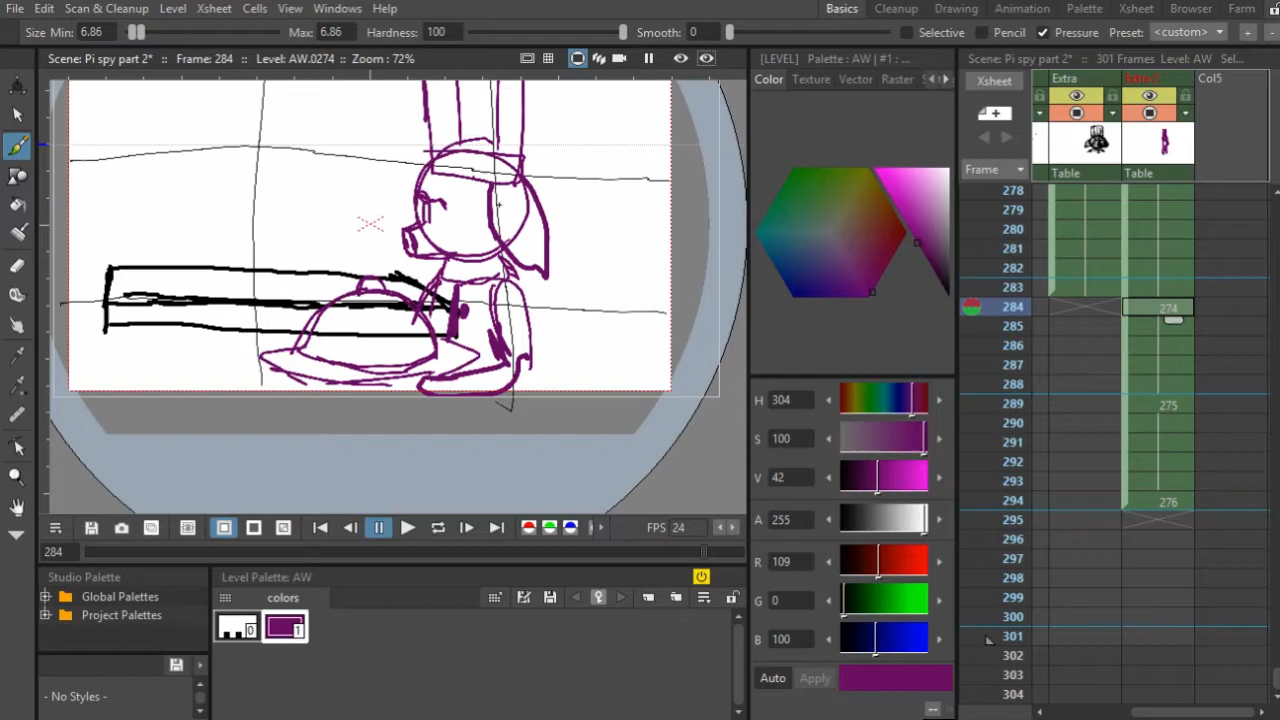 File Edit Scan & Cleanup Level Xsheet Cells View Windows Help Basics Cleanup Drawing Animation Palette Xsheet Browser Farm
Size Min: 6.86 Max: 6.86 Hardness: 100 Smooth: 0 Selective Pencil Pressure Preset: <custom> + -
Scene: Pi spy part 2* :: Frame: 284 :: Level: AW.0274 :: Zoom: 72%
[LEVEL] Palette : AW | #1 : ...
Scene: Pi spy part 2* :: 301 Frames Level: AW Sel...
Color Texture Vector Raster S
Xsheet Extra Extra 2 Col5
Frame Table Table
278
279
280
281
282
283
284 274
285
286
287
288
289 275
290
291
292
293
294 276
295
296
297
298
299
300
301
302
303
304
H 304
S 100
V 42
A 255
R 109
G 0
B 100
Auto Apply
FPS 24
284
Studio Palette
Global Palettes
Project Palettes
- No Styles -
Level Palette: AW
colors
0 1